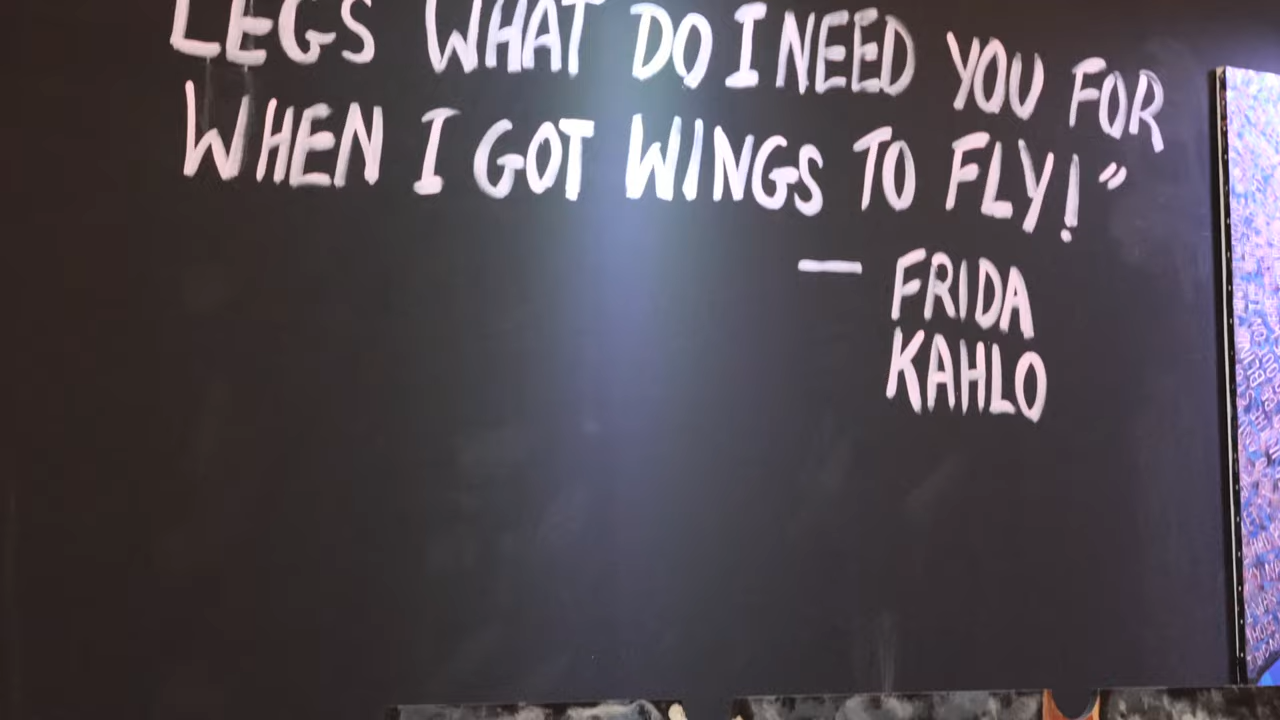 LEGS WHAT DO I NEED YOU FOR
WHEN I GOT WINGS TO FLY!"
— FRIDA
KAHLO